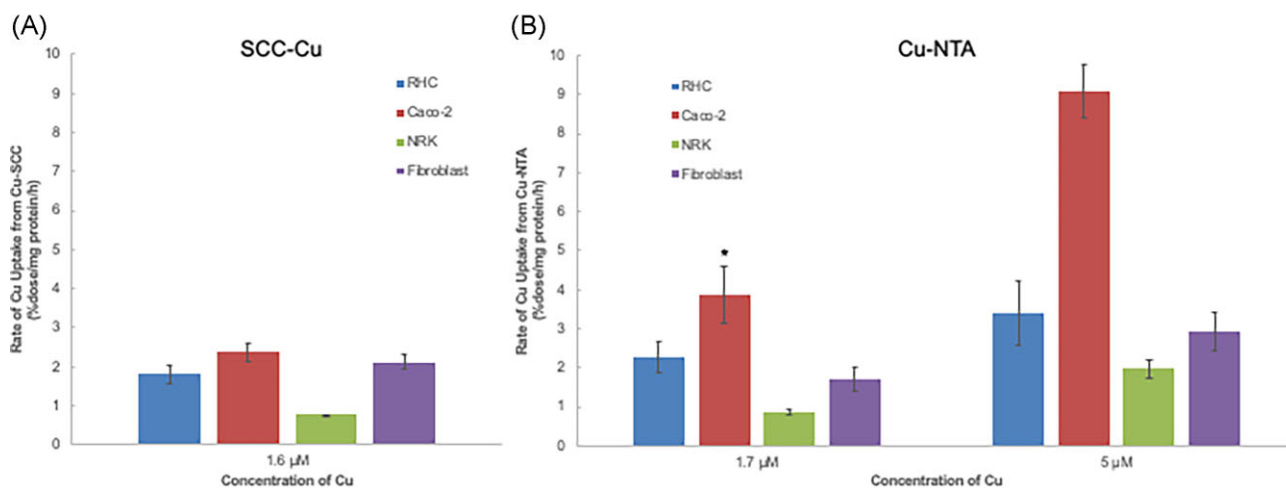 (A)
SCC-Cu
Rate of Cu Uptake from Cu-SCC
(%dose/mg protein/h)
10
9
8
7
6
5
4
3
2
1
0
RHC
Caco-2
NRK
Fibroblast
1.6 µM
Concentration of Cu
(B)
Cu-NTA
Rate of Cu Uptake from Cu-NTA
(%dose/mg protein/h)
10
9
8
7
6
5
4
3
2
1
0
RHC
Caco-2
NRK
Fibroblast
*
1.7 µM
5 µM
Concentration of Cu